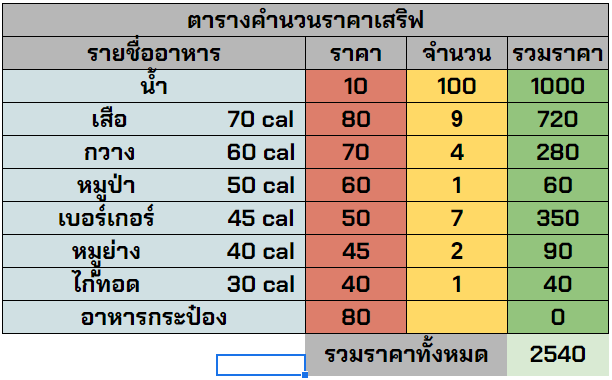 ตารางคำนวนราคาเสริฟ
รายชื่ออาหาร ราคา จำนวน รวมราคา
น้ำ 10 100 1000
เสือ 70 cal 80 9 720
กวาง 60 cal 70 4 280
หมูป่า 50 cal 60 1 60
เบอร์เกอร์ 45 cal 50 7 350
หมูย่าง 40 cal 45 2 90
ไก่ทอด 30 cal 40 1 40
อาหารกระป๋อง 80 0
รวมราคาทั้งหมด 2540